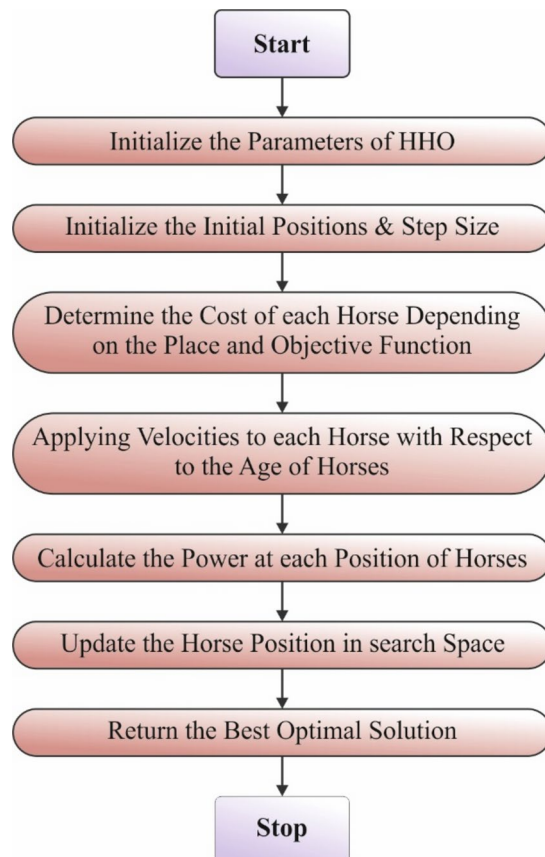 Start
Initialize the Parameters of HHO
Initialize the Initial Positions & Step Size
Determine the Cost of each Horse Depending
on the Place and Objective Function
Applying Velocities to each Horse with Respect
to the Age of Horses
Calculate the Power at each Position of Horses
Update the Horse Position in search Space
Return the Best Optimal Solution
Stop